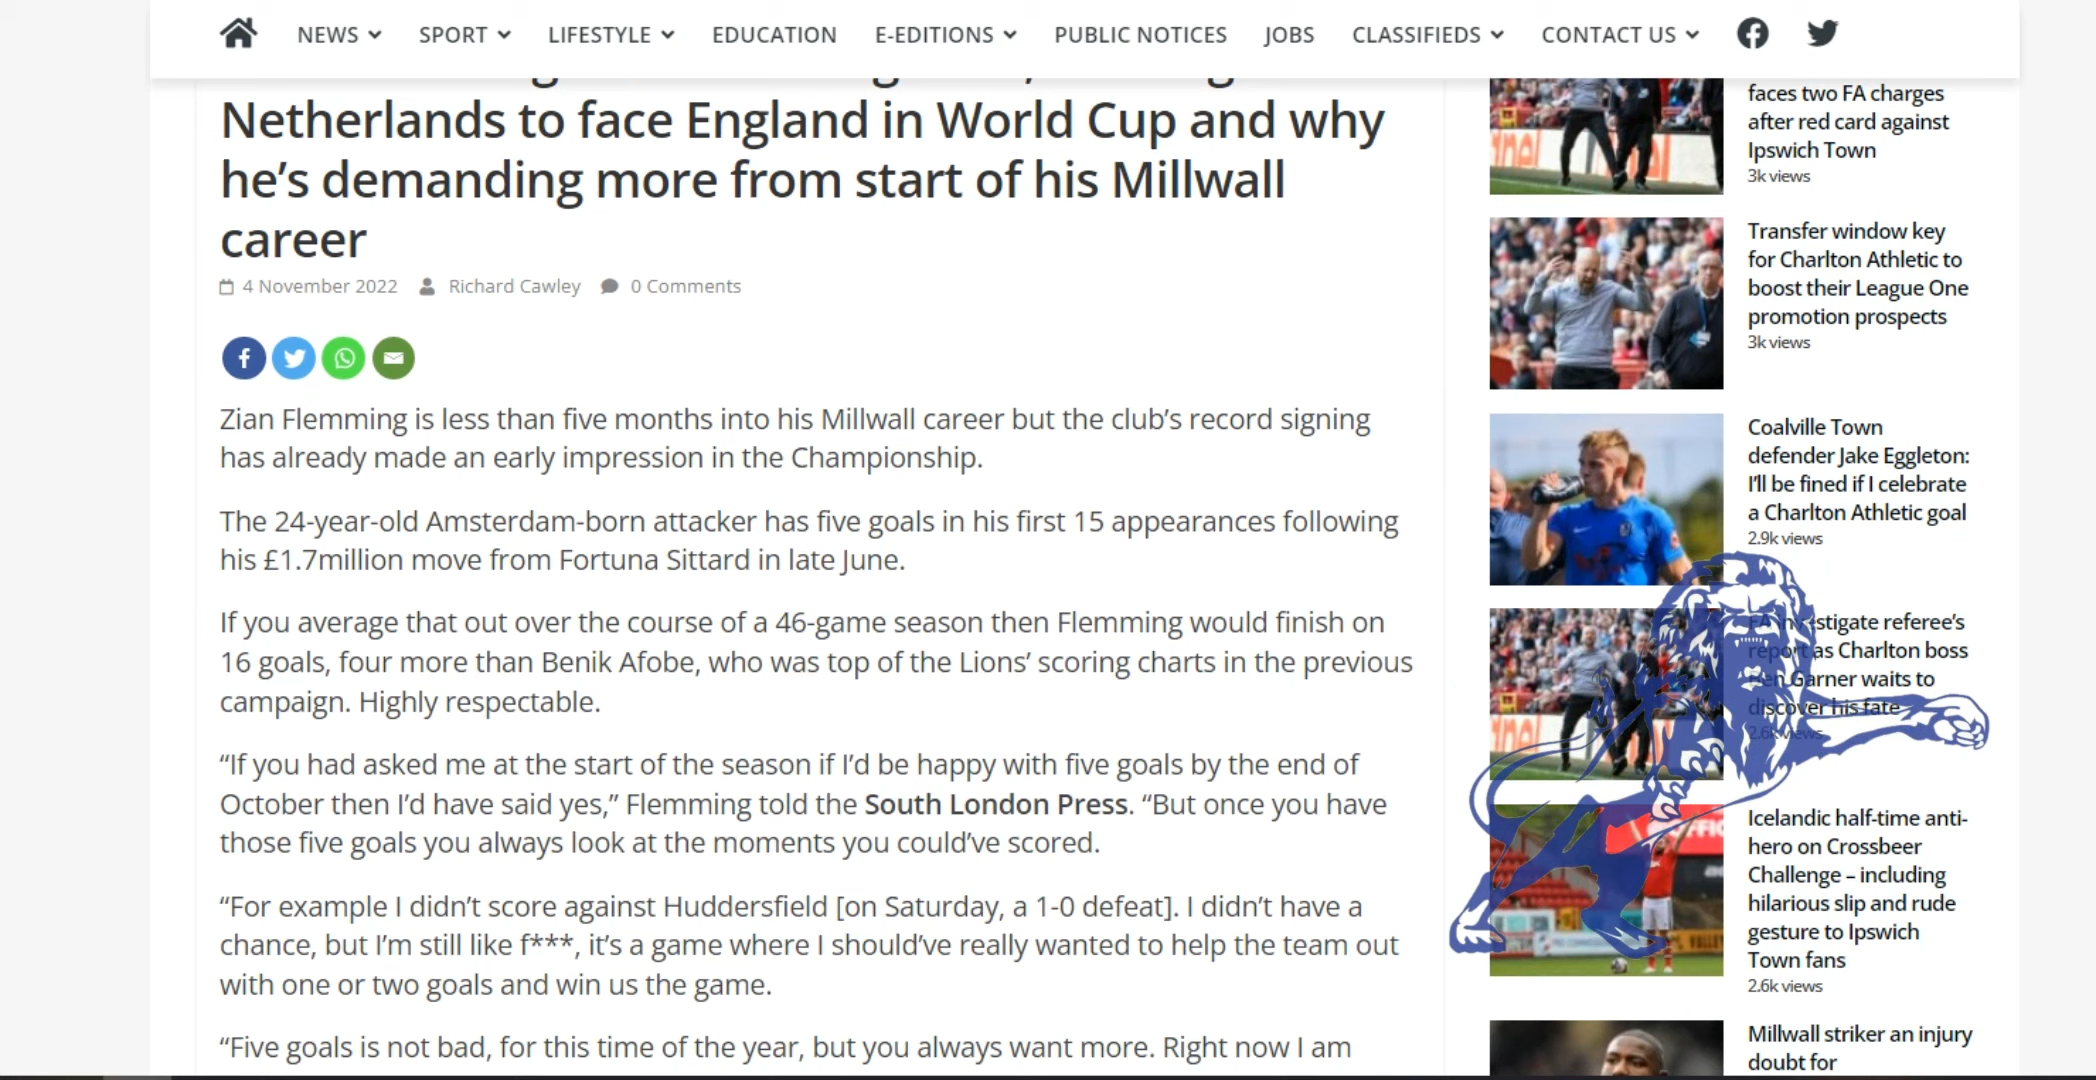 NEWS SPORT LIFESTYLE EDUCATION E-EDITIONS PUBLIC NOTICES JOBS CLASSIFIEDS CONTACT US
Netherlands to face England in World Cup and why
he’s demanding more from start of his Millwall
career
4 November 2022 Richard Cawley 0 Comments
Zian Flemming is less than five months into his Millwall career but the club’s record signing
has already made an early impression in the Championship.
The 24-year-old Amsterdam-born attacker has five goals in his first 15 appearances following
his £1.7million move from Fortuna Sittard in late June.
If you average that out over the course of a 46-game season then Flemming would finish on
16 goals, four more than Benik Afobe, who was top of the Lions’ scoring charts in the previous
campaign. Highly respectable.
“If you had asked me at the start of the season if I’d be happy with five goals by the end of
October then I’d have said yes,” Flemming told the South London Press. “But once you have
those five goals you always look at the moments you could’ve scored.
“For example I didn’t score against Huddersfield [on Saturday, a 1-0 defeat]. I didn’t have a
chance, but I’m still like f***, it’s a game where I should’ve really wanted to help the team out
with one or two goals and win us the game.
“Five goals is not bad, for this time of the year, but you always want more. Right now I am
faces two FA charges
after red card against
Ipswich Town
3k views
Transfer window key
for Charlton Athletic to
boost their League One
promotion prospects
3k views
Coalville Town
defender Jake Eggleton:
I’ll be fined if I celebrate
a Charlton Athletic goal
2.9k views
FA investigate referee’s
report as Charlton boss
Ben Garner waits to
discover his fate
2.6k views
Icelandic half-time anti-
hero on Crossbeer
Challenge – including
hilarious slip and rude
gesture to Ipswich
Town fans
2.6k views
Millwall striker an injury
doubt for